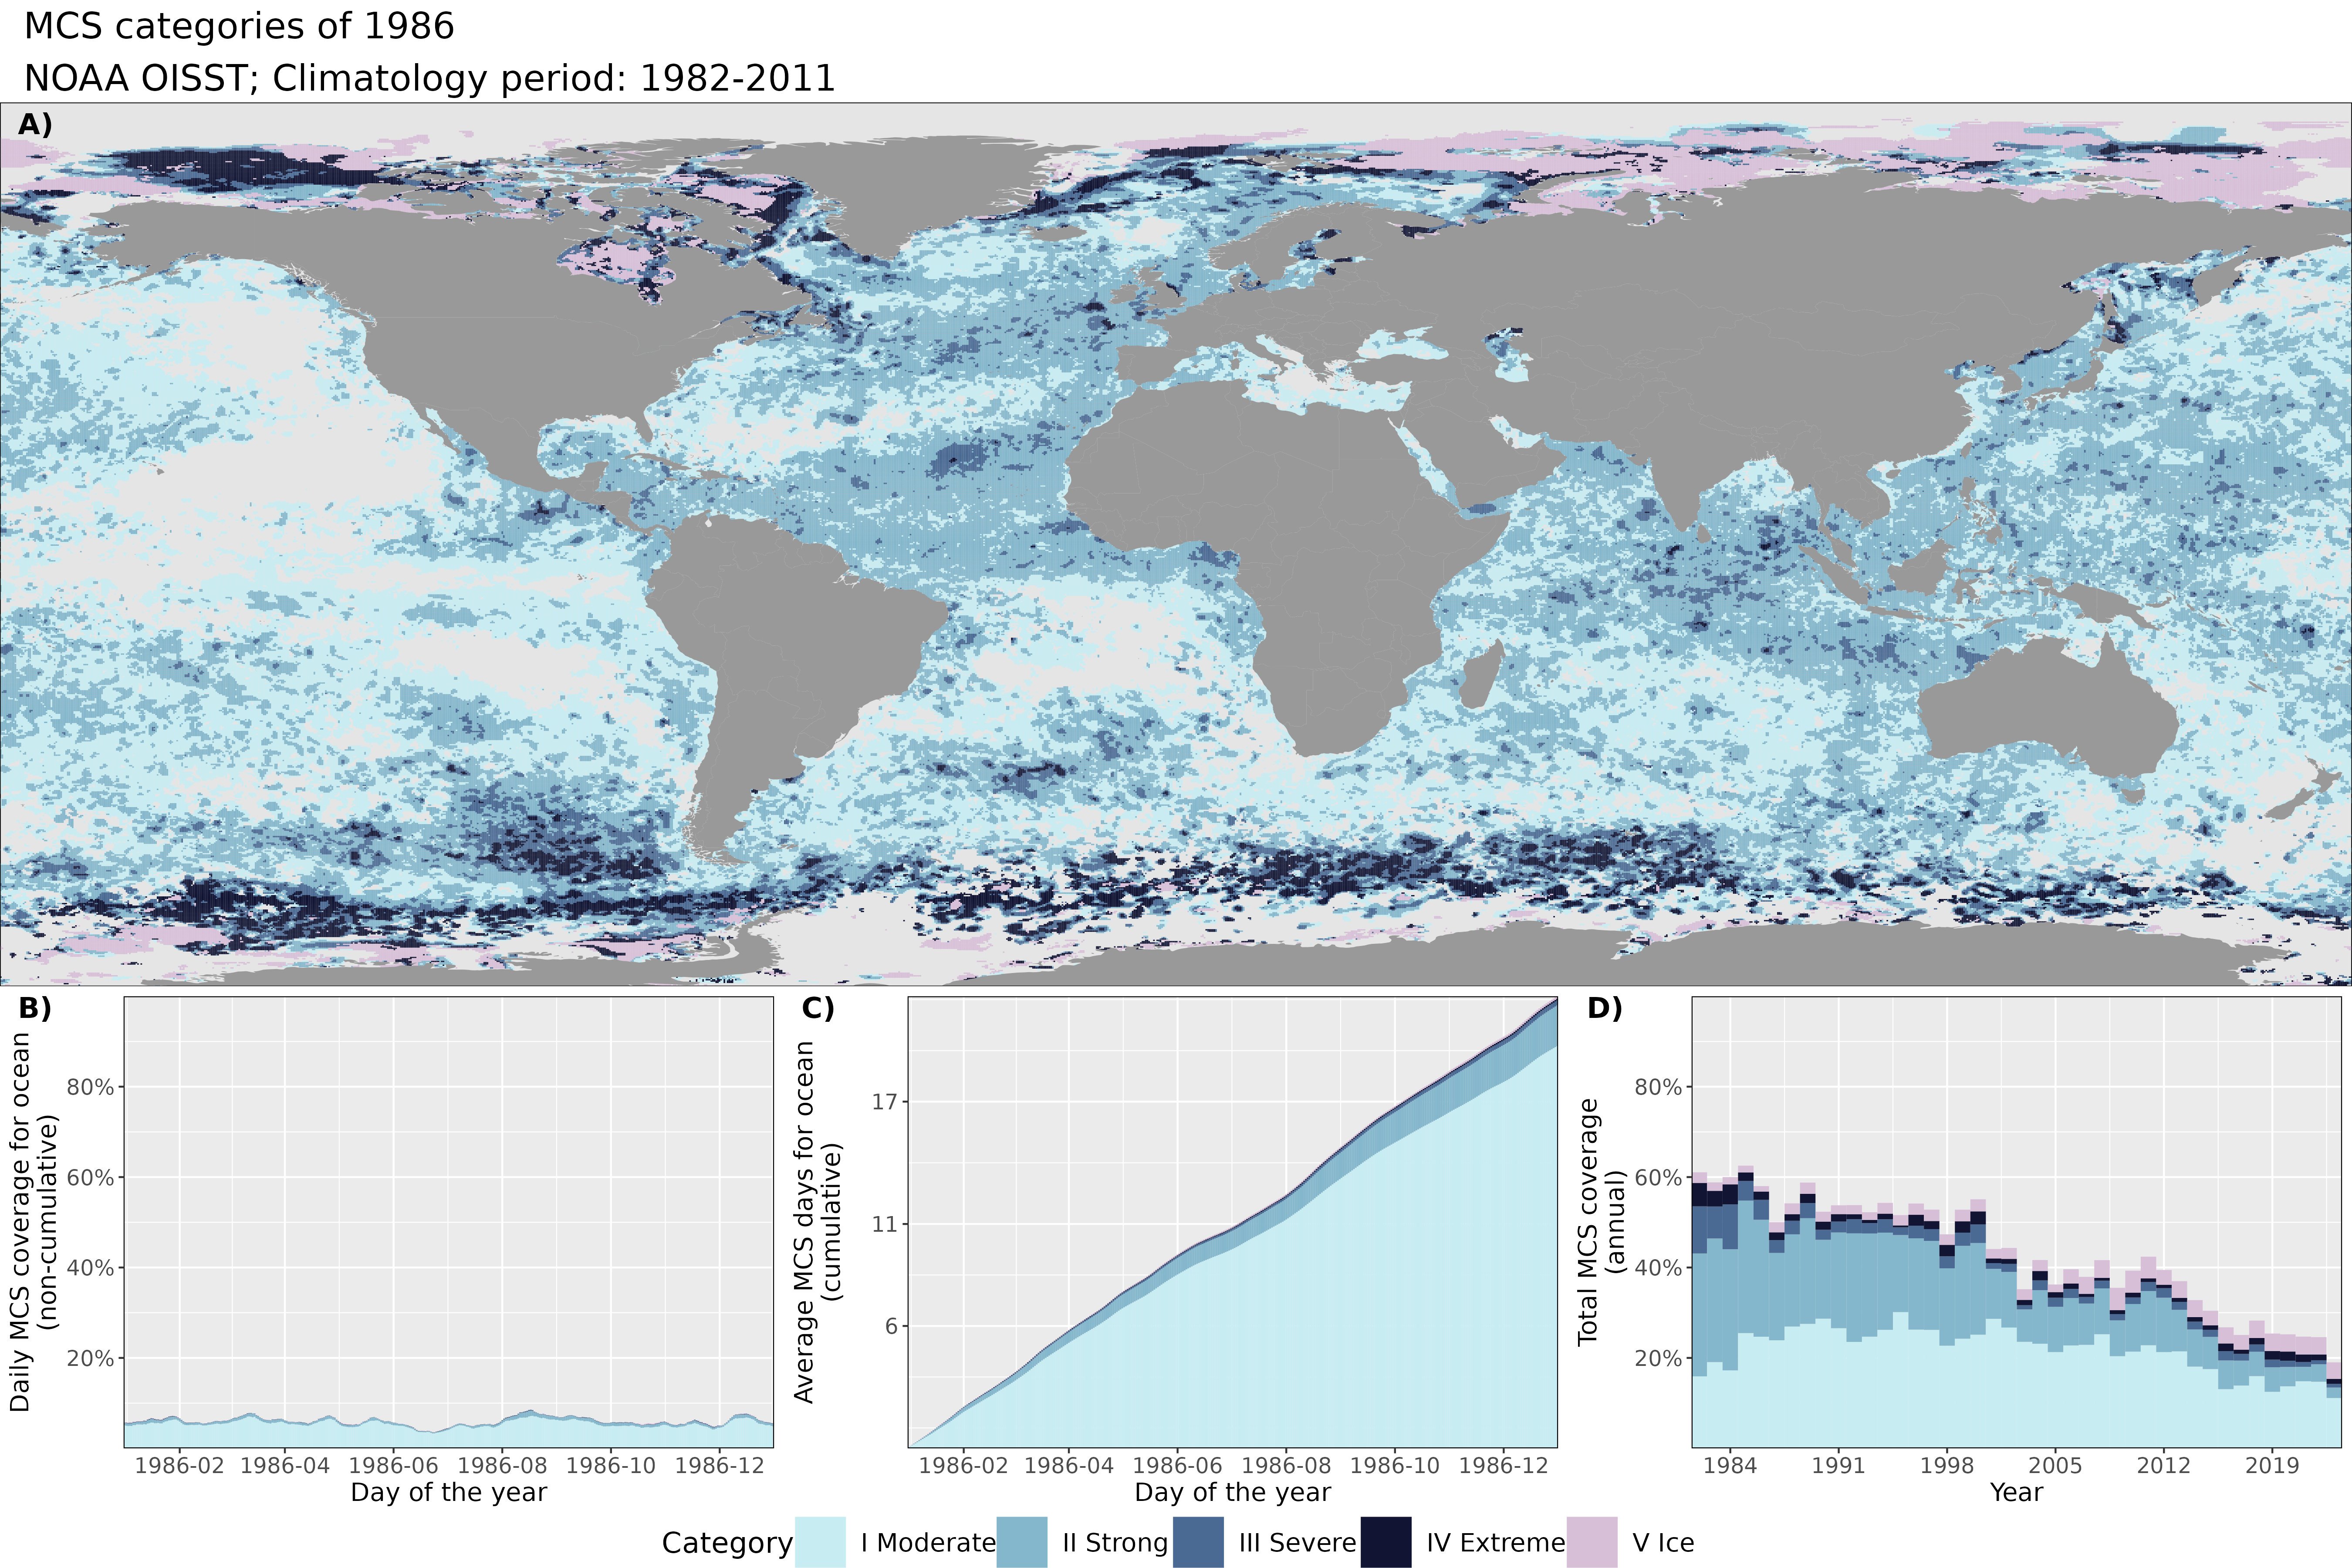 MCS categories of 1986
NOAA OISST; Climatology period: 1982-2011
A)
B)
Daily MCS coverage for ocean
(non-cumulative)
80%
60%
40%
20%
1986-02 1986-04 1986-06 1986-08 1986-10 1986-12
Day of the year
C)
Average MCS days for ocean
(cumulative)
17
11
6
1986-02 1986-04 1986-06 1986-08 1986-10 1986-12
Day of the year
D)
Total MCS coverage
(annual)
80%
60%
40%
20%
1984 1991 1998 2005 2012 2019
Year
Category I Moderate II Strong III Severe IV Extreme V Ice